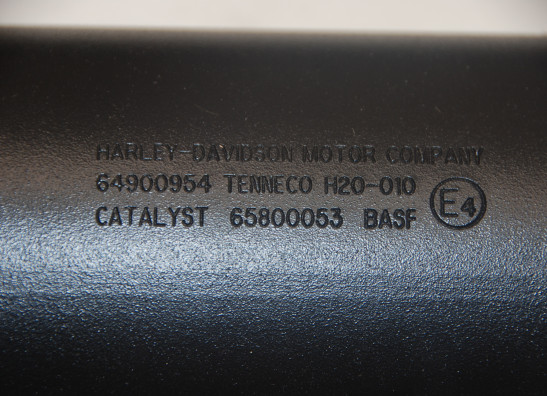 HARLEY-DAVIDSON MOTOR COMPANY
64900954 TENNECO H20-010
CATALYST 65800053 BASF
E4